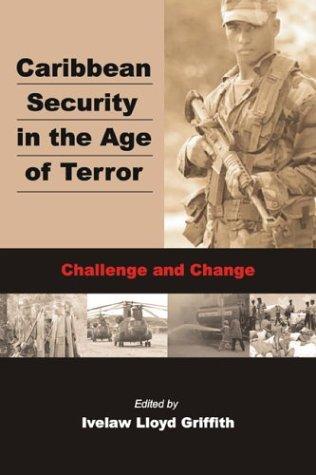 Caribbean
Security
in the Age
of Terror
Challenge and Change
Edited by
Ivelaw Lloyd Griffith